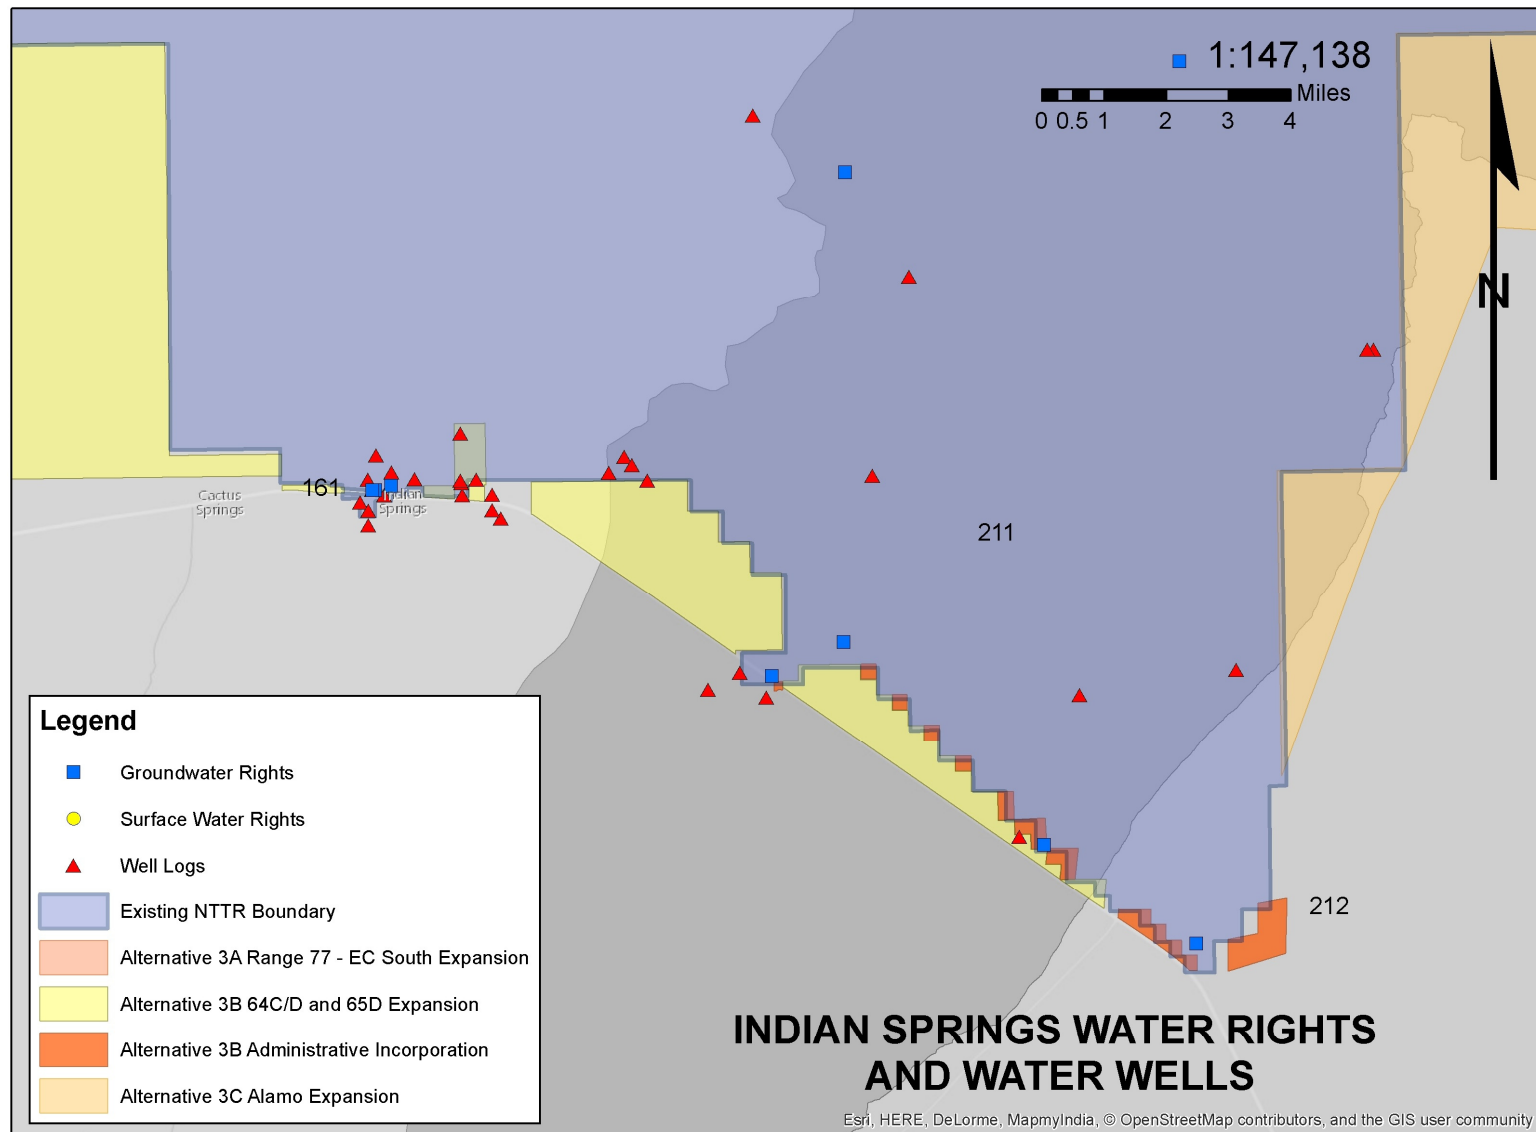 1:147,138
Miles
0 0.5 1 2 3 4
N
161
Cactus
Springs
Indian
Springs
211
212
Legend
Groundwater Rights
Surface Water Rights
Well Logs
Existing NTTR Boundary
Alternative 3A Range 77 - EC South Expansion
Alternative 3B 64C/D and 65D Expansion
Alternative 3B Administrative Incorporation
Alternative 3C Alamo Expansion
INDIAN SPRINGS WATER RIGHTS
AND WATER WELLS
Esri, HERE, DeLorme, MapmyIndia, © OpenStreetMap contributors, and the GIS user community